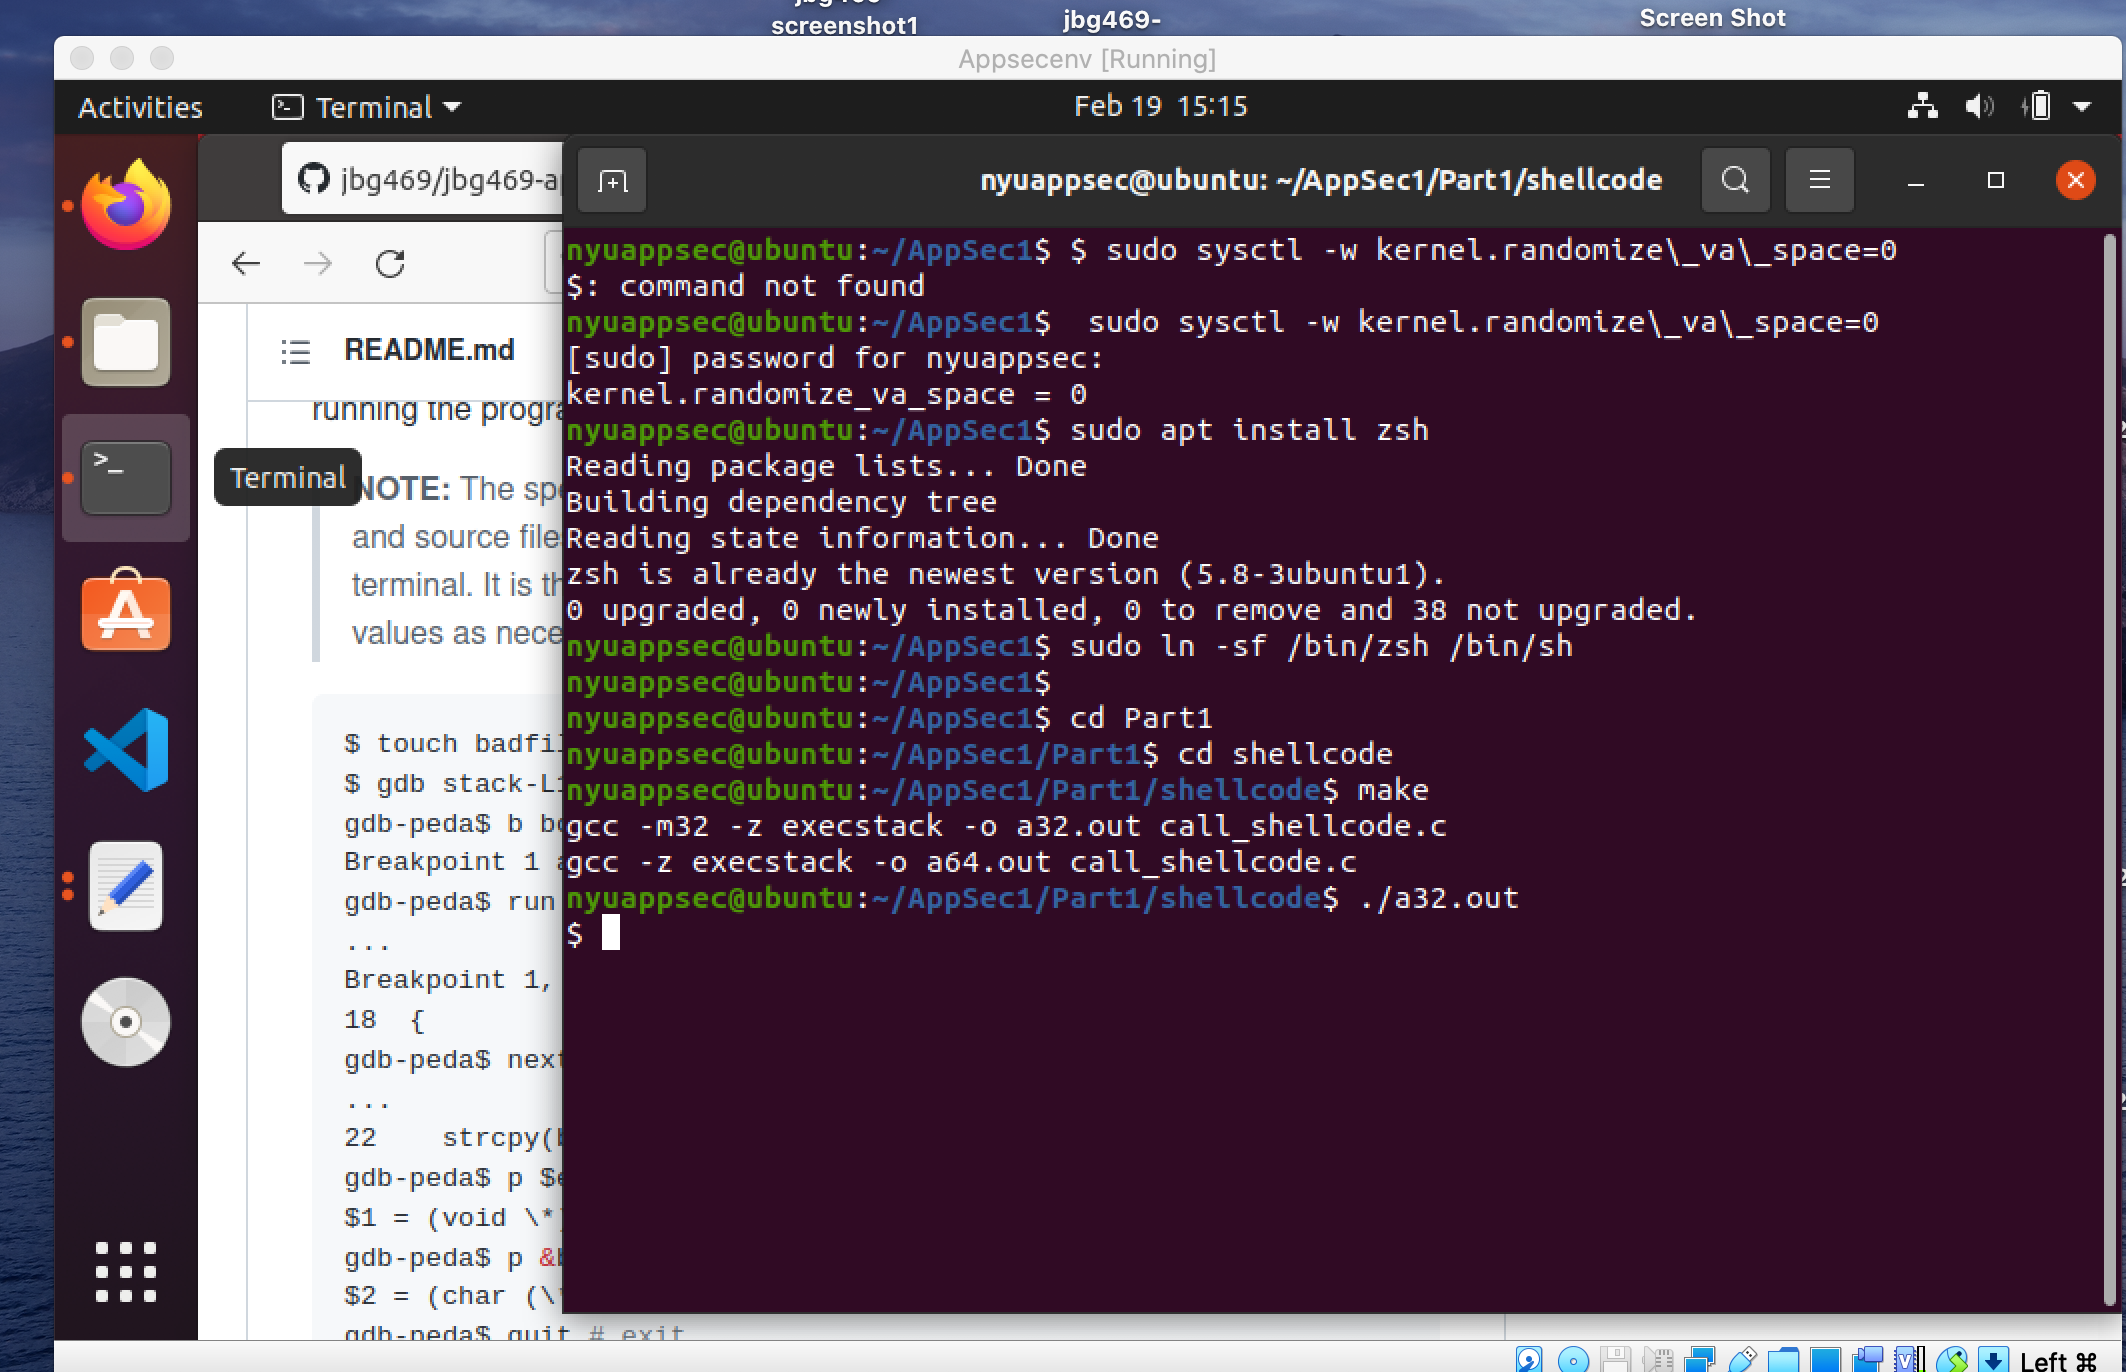 screenshot1
jbg469-
Screen Shot
Appsecenv [Running]
Activities
Terminal
Feb 19 15:15
jbg469/jbg469-a
nyuappsec@ubuntu: ~/AppSec1/Part1/shellcode
README.md
running the progra
Terminal
NOTE: The spe
and source file
terminal. It is th
values as nece
$ touch badfil
$ gdb stack-L1
gdb-peda$ b bo
Breakpoint 1 a
gdb-peda$ run
...
Breakpoint 1,
18 {
gdb-peda$ next
...
22 strcpy(b
gdb-peda$ p $e
$1 = (void \*)
gdb-peda$ p &b
$2 = (char (\*
gdb-peda$ quit # exit
nyuappsec@ubuntu:~/AppSec1$ $ sudo sysctl -w kernel.randomize\_va\_space=0
$: command not found
nyuappsec@ubuntu:~/AppSec1$  sudo sysctl -w kernel.randomize\_va\_space=0
[sudo] password for nyuappsec:
kernel.randomize_va_space = 0
nyuappsec@ubuntu:~/AppSec1$ sudo apt install zsh
Reading package lists... Done
Building dependency tree
Reading state information... Done
zsh is already the newest version (5.8-3ubuntu1).
0 upgraded, 0 newly installed, 0 to remove and 38 not upgraded.
nyuappsec@ubuntu:~/AppSec1$ sudo ln -sf /bin/zsh /bin/sh
nyuappsec@ubuntu:~/AppSec1$
nyuappsec@ubuntu:~/AppSec1$ cd Part1
nyuappsec@ubuntu:~/AppSec1/Part1$ cd shellcode
nyuappsec@ubuntu:~/AppSec1/Part1/shellcode$ make
gcc -m32 -z execstack -o a32.out call_shellcode.c
gcc -z execstack -o a64.out call_shellcode.c
nyuappsec@ubuntu:~/AppSec1/Part1/shellcode$ ./a32.out
$
Left ⌘